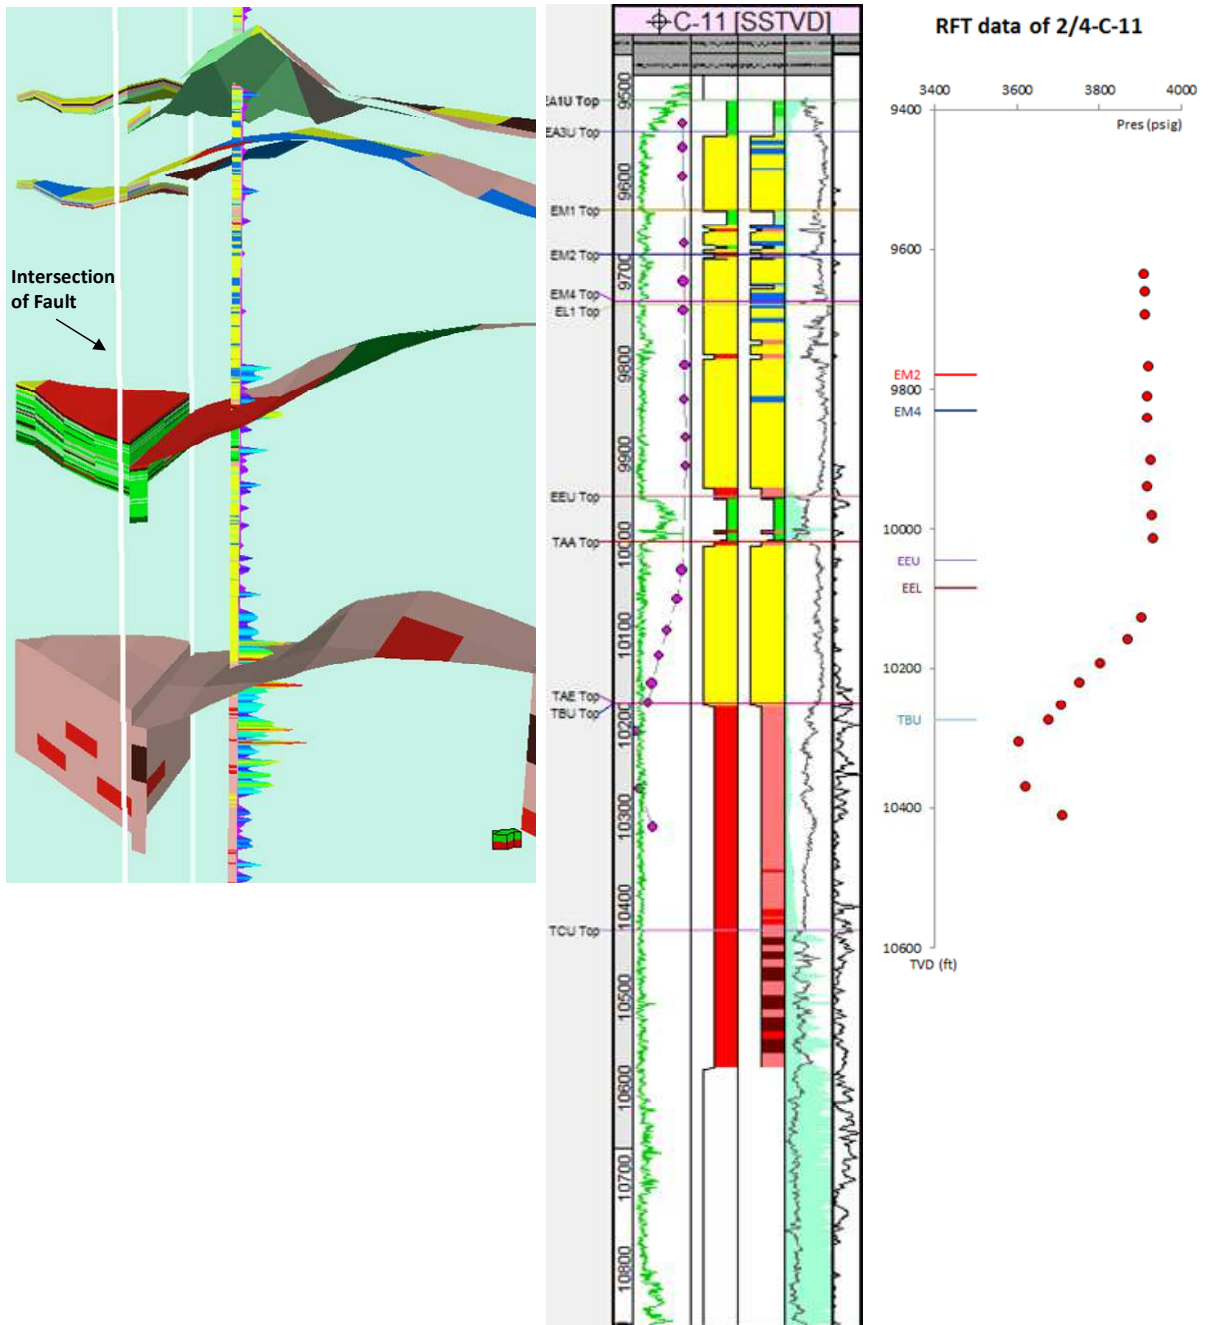 Intersection
of Fault
C-11 [SSTVD]
EA1U Top
EA3U Top
EM1 Top
EM2 Top
EM4 Top
EL1 Top
EEU Top
TAA Top
TAE Top
TBU Top
TCU Top
9500
9600
9700
9800
9900
10000
10100
10200
10300
10400
10500
10600
10700
10800
RFT data of 2/4-C-11
3400 3600 3800 4000
9400
Pres (psig)
9600
EM2
9800
EM4
10000
EEU
EEL
10200
TBU
10400
10600
TVD (ft)